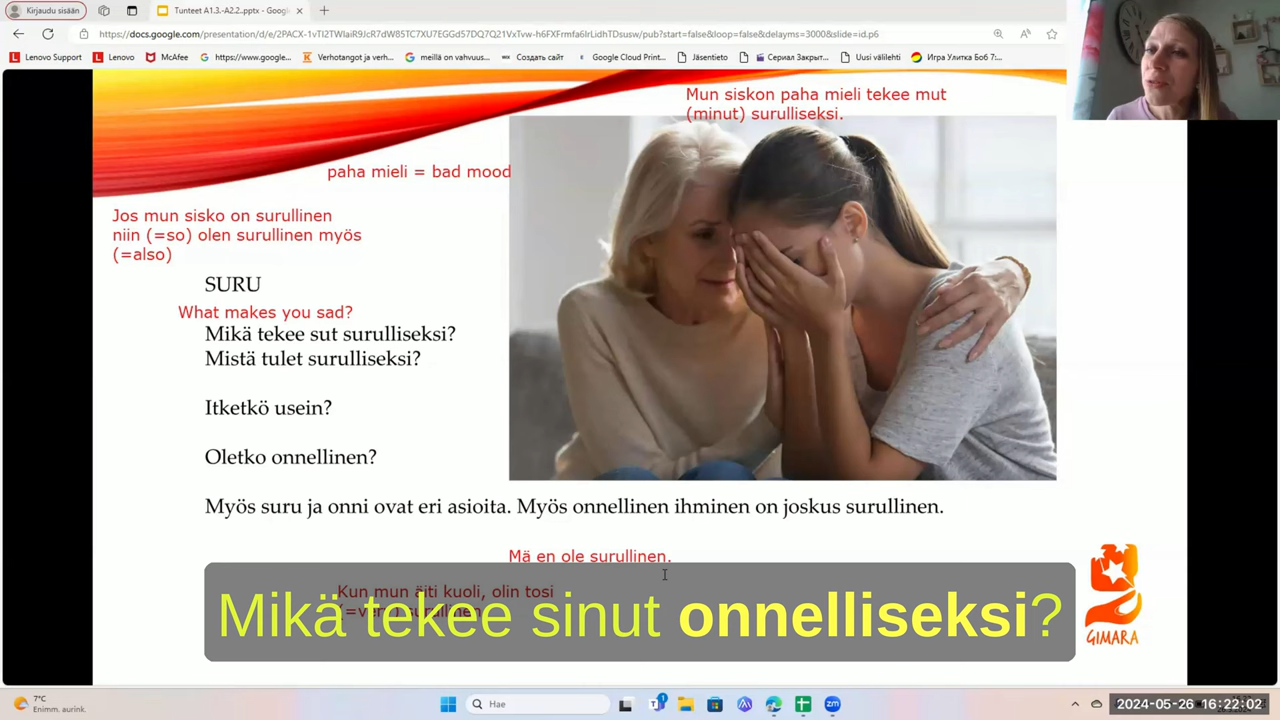 Kirjaudu sisään
Tunteet A1.3.-A2.2..pptx - Googl
https://docs.google.com/presentation/d/e/2PACX-1vTI2TWIaiR9JcR7dW85TC7XU7EGGd57DQ7Q21VxTvw-h6FXFrmfa6IrLidhTDsusw/pub?start=false&loop=false&delayms=3000&slide=id.p6
Lenovo Support
Lenovo
McAfee
https://www.google...
Verhotangot ja verh...
meillä on vahvuus...
Создать сайт
Google Cloud Print...
Jäsentieto
Сериал Закрыт...
Uusi välilehti
Игра Улитка Боб 7:...
Mun siskon paha mieli tekee mut
(minut) surulliseksi.
paha mieli = bad mood
Jos mun sisko on surullinen
niin (=so) olen surullinen myös
(=also)
SURU
What makes you sad?
Mikä tekee sut surulliseksi?
Mistä tulet surulliseksi?
Itketkö usein?
Oletko onnellinen?
Myös suru ja onni ovat eri asioita. Myös onnellinen ihminen on joskus surullinen.
Mä en ole surullinen.
Kun mun äiti kuoli, olin tosi
(=very) surullinen
Mikä tekee sinut onnelliseksi?
GIMARA
7°C
Enimm. aurink.
Hae
2024-05-26 16:22:02